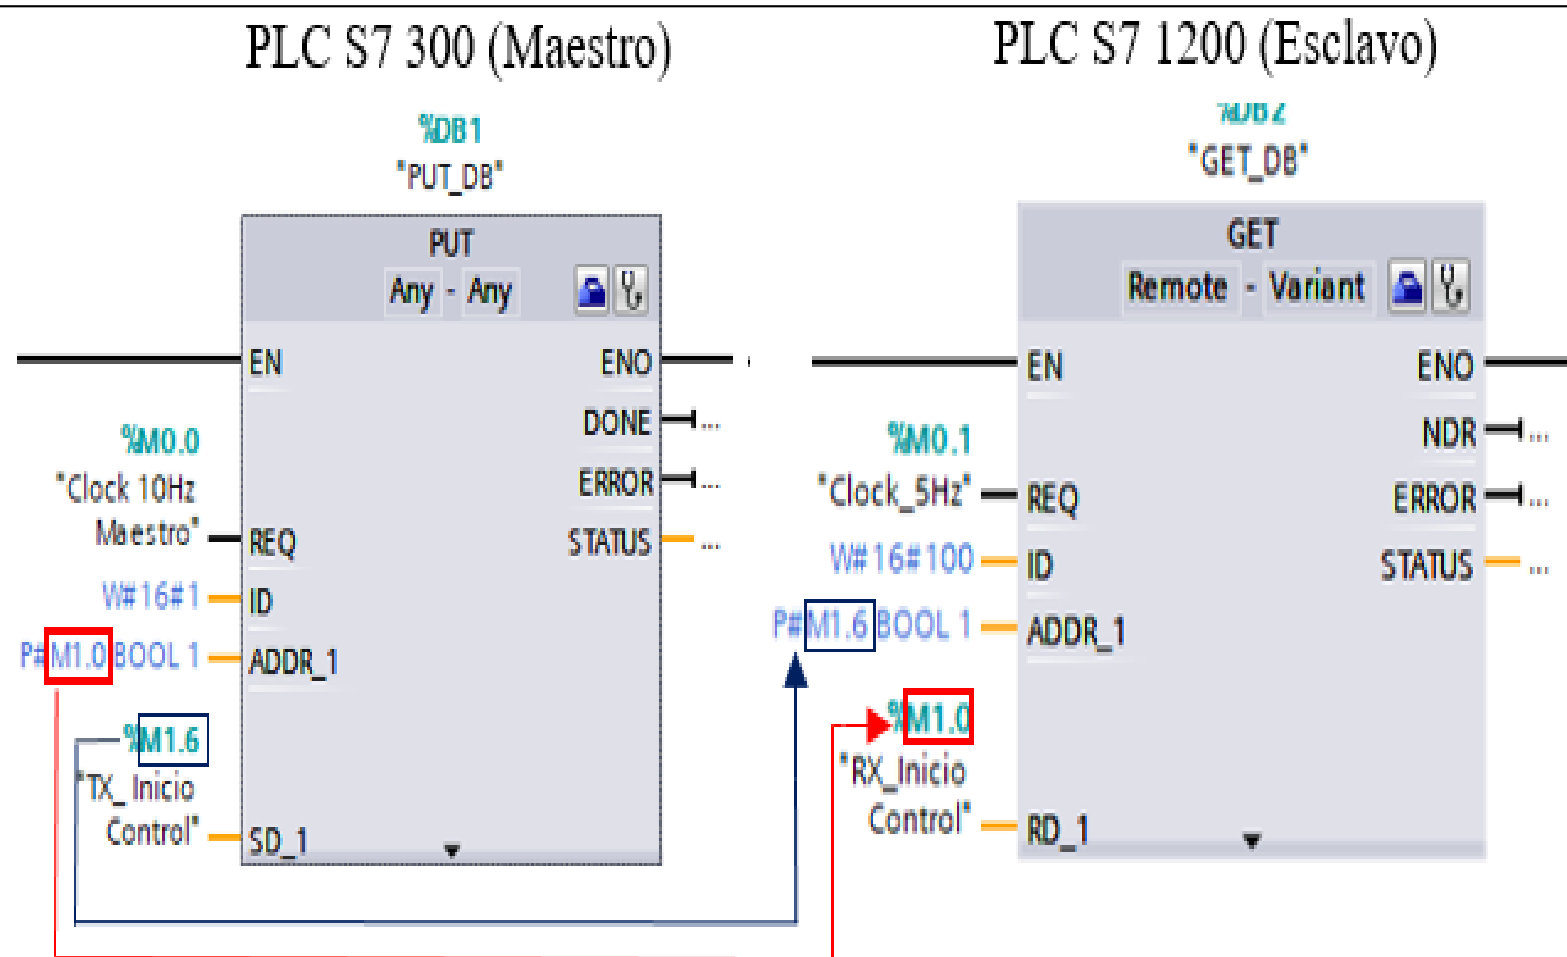 PLC S7 300 (Maestro)
%DB1
"PUT_DB"
PUT
Any - Any
EN
ENO
DONE
...
ERROR
...
%M0.0
"Clock 10Hz
Maestro"
REQ
STATUS
...
W#16#1
ID
P#M1.0 BOOL 1
ADDR_1
%M1.6
"TX_ Inicio
Control"
SD_1
PLC S7 1200 (Esclavo)
%DB2
"GET_DB"
GET
Remote - Variant
EN
ENO
NDR
...
%M0.1
"Clock_5Hz"
REQ
ERROR
...
W#16#100
ID
STATUS
...
P#M1.6 BOOL 1
ADDR_1
%M1.0
"RX_Inicio
Control"
RD_1